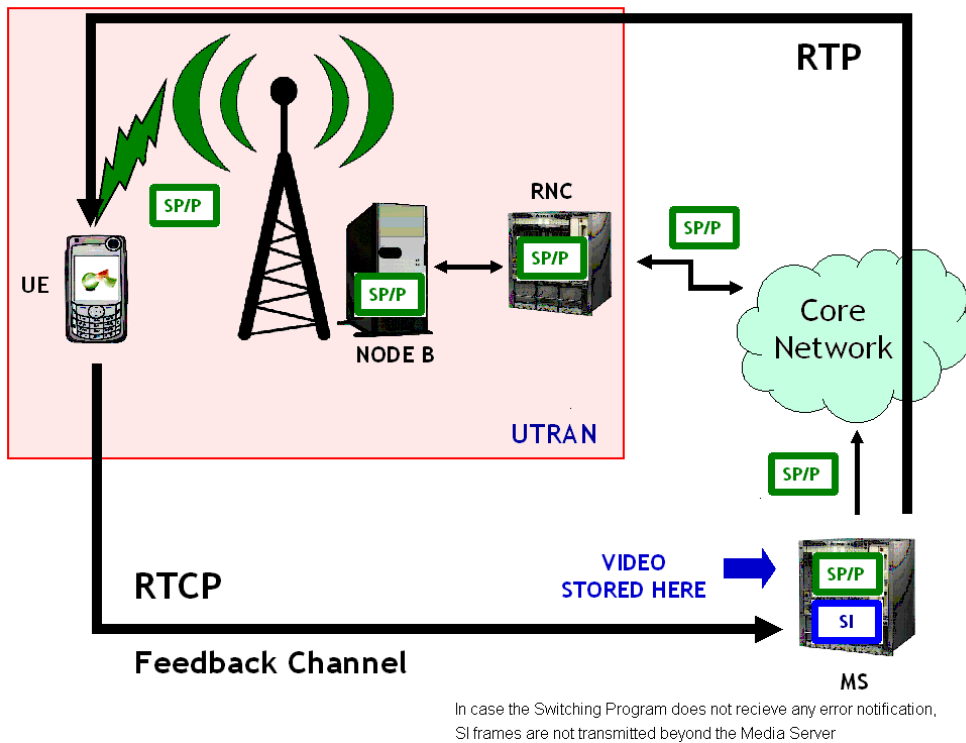 RTP
SP/P
RNC
SP/P
SP/P
UE
SP/P
NODE B
Core
Network
UTRAN
SP/P
VIDEO
STORED HERE
SP/P
SI
RTCP
Feedback Channel
MS
In case the Switching Program does not recieve any error notification,
SI frames are not transmitted beyond the Media Server